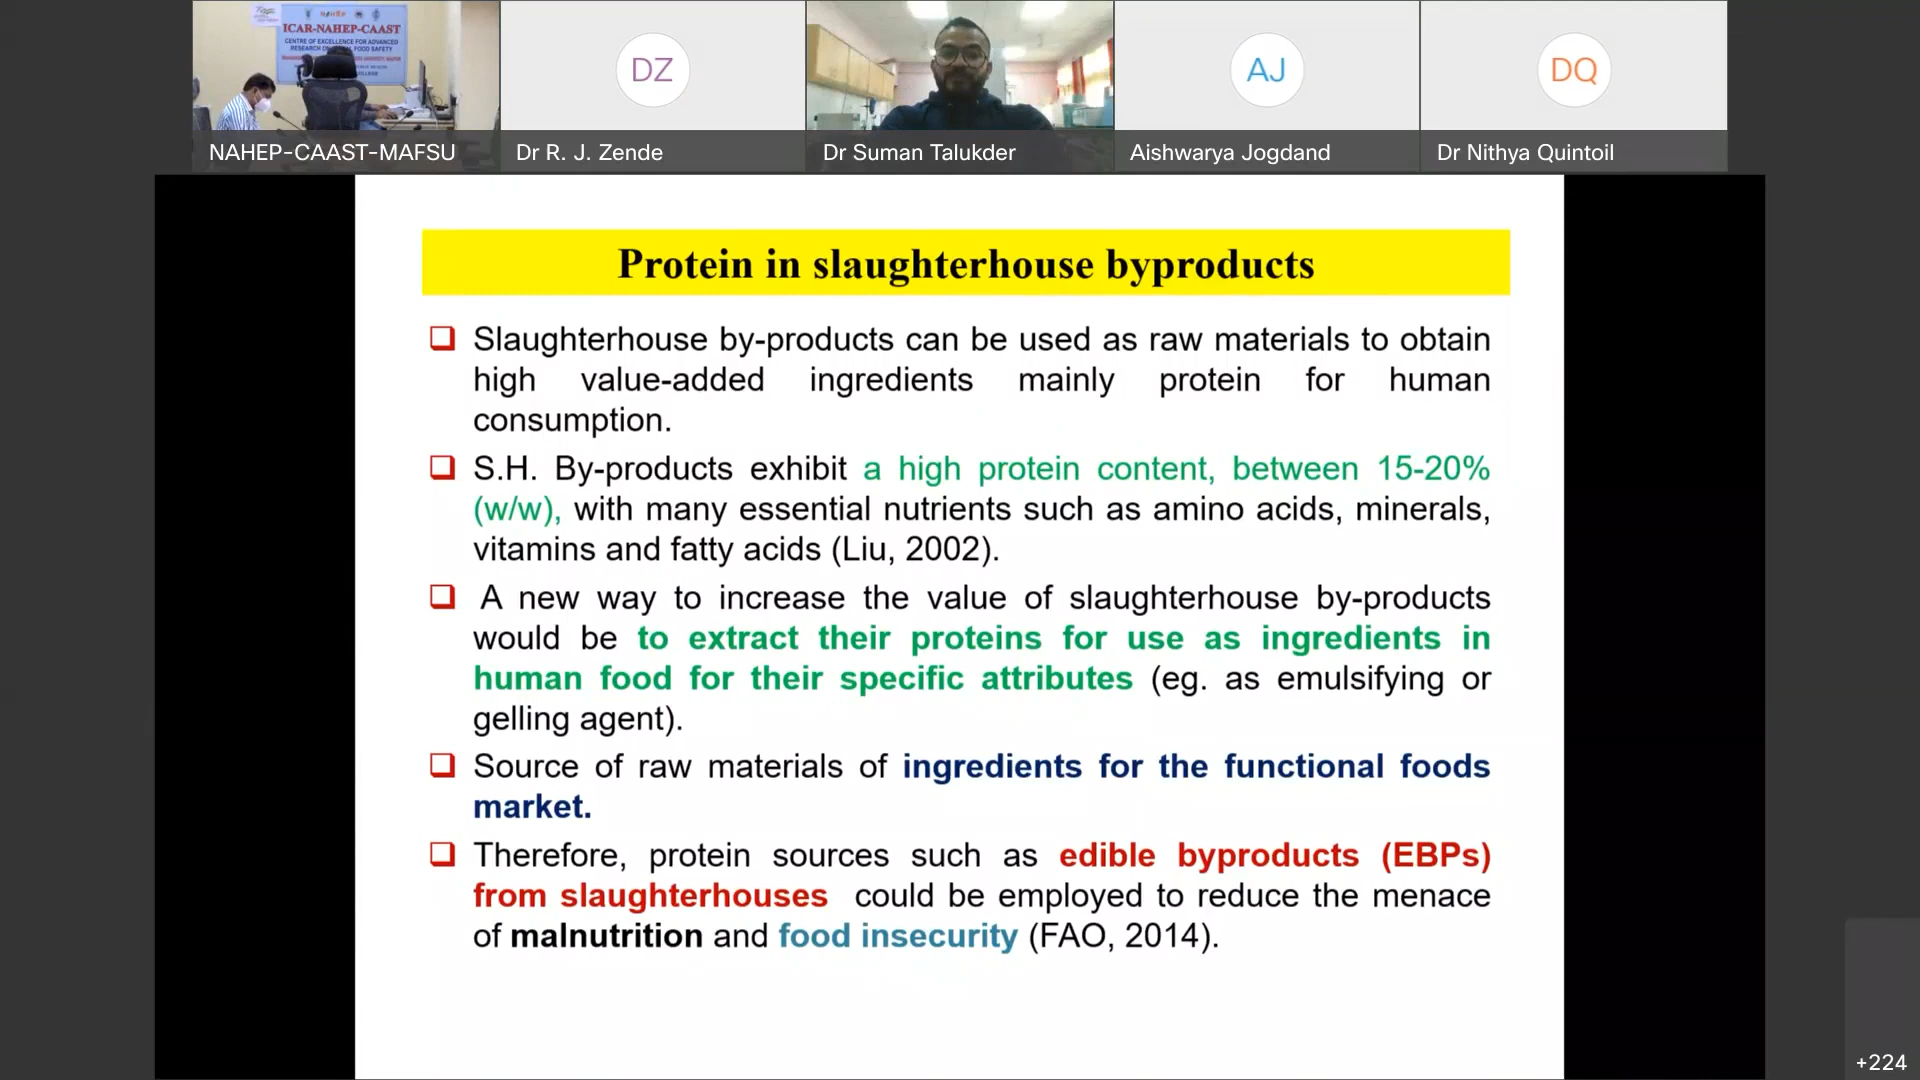 ICAR-NAHEP-CAAST
CENTRE OF EXCELLENCE FOR ADVANCED
FOOD SAFETY
DZ
AJ
DQ
NAHEP-CAAST-MAFSU
Dr R. J. Zende
Dr Suman Talukder
Aishwarya Jogdand
Dr Nithya Quintoil
Protein in slaughterhouse byproducts
❑ Slaughterhouse by-products can be used as raw materials to obtain
high value-added ingredients mainly protein for human
consumption.
❑ S.H. By-products exhibit a high protein content, between 15-20%
(w/w), with many essential nutrients such as amino acids, minerals,
vitamins and fatty acids (Liu, 2002).
❑ A new way to increase the value of slaughterhouse by-products
would be to extract their proteins for use as ingredients in
human food for their specific attributes (eg. as emulsifying or
gelling agent).
❑ Source of raw materials of ingredients for the functional foods
market.
❑ Therefore, protein sources such as edible byproducts (EBPs)
from slaughterhouses could be employed to reduce the menace
of malnutrition and food insecurity (FAO, 2014).
+224